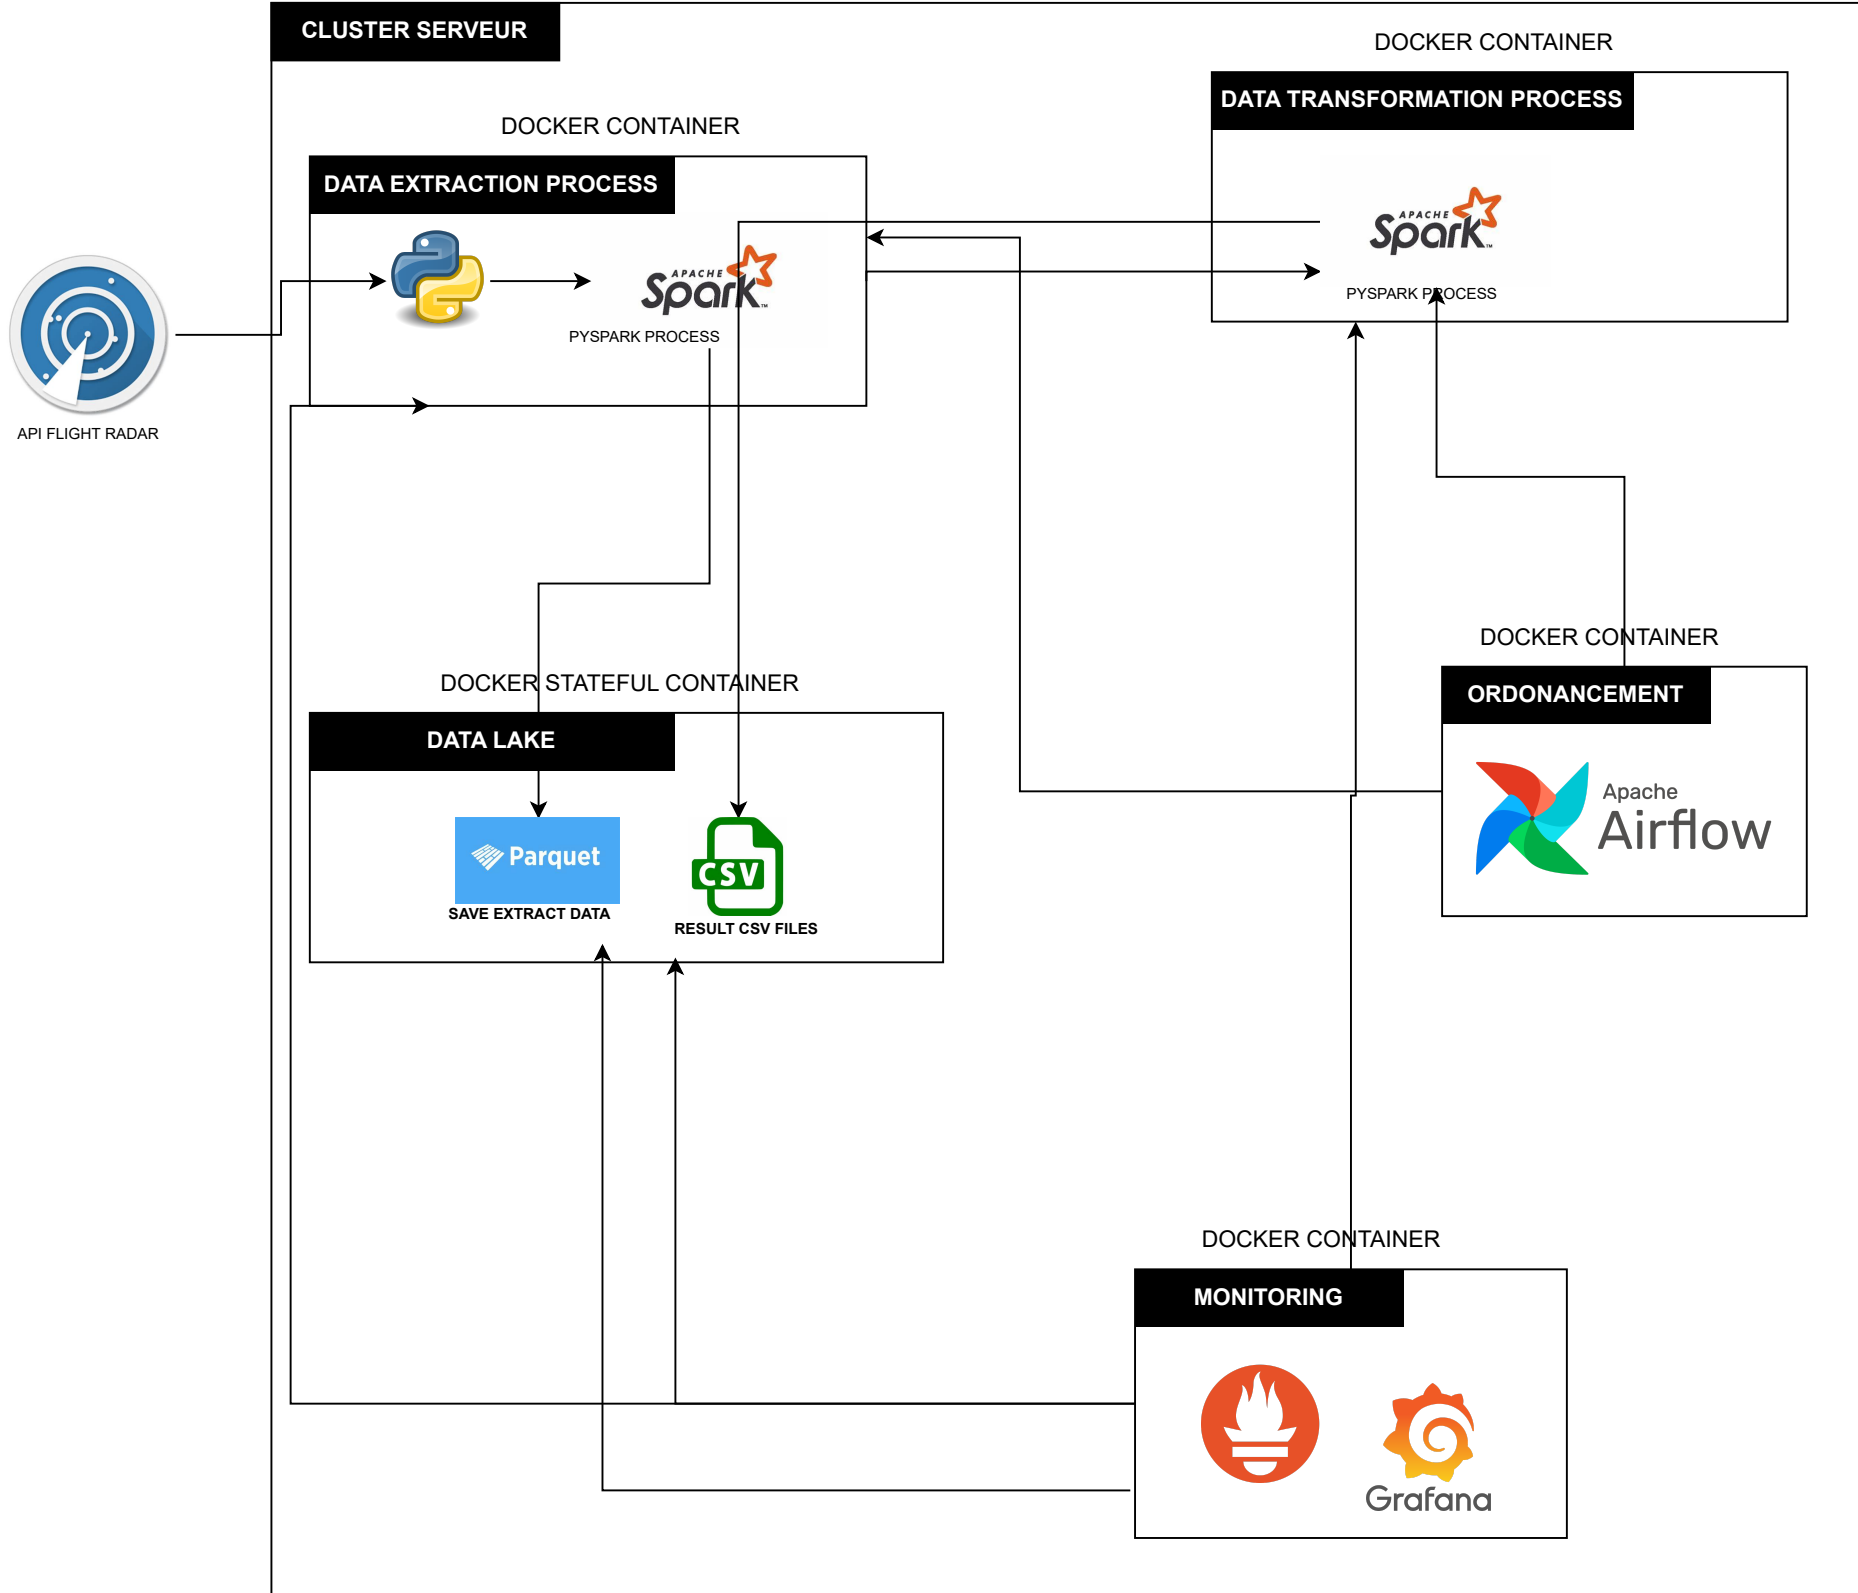 CLUSTER SERVEUR
DOCKER CONTAINER
DATA TRANSFORMATION PROCESS
APACHE
Spark™
PYSPARK PROCESS
DOCKER CONTAINER
DATA EXTRACTION PROCESS
APACHE
Spark™
PYSPARK PROCESS
API FLIGHT RADAR
DOCKER STATEFUL CONTAINER
DATA LAKE
Parquet
SAVE EXTRACT DATA
CSV
RESULT CSV FILES
DOCKER CONTAINER
ORDONANCEMENT
Apache
Airflow
DOCKER CONTAINER
MONITORING
Grafana